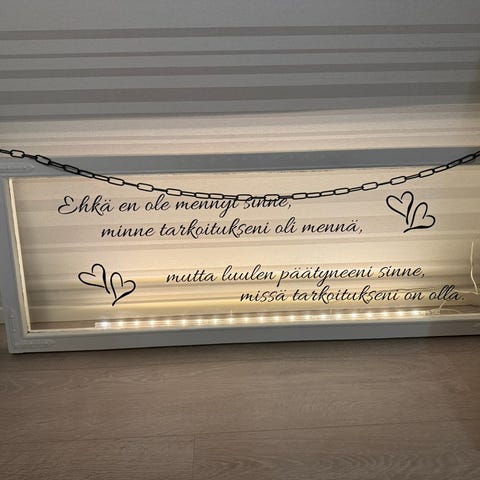 Ehkä en ole mennyt sinne,
minne tarkoitukseni oli mennä,
mutta luulen päätyneeni sinne,
missä tarkoitukseni on olla.